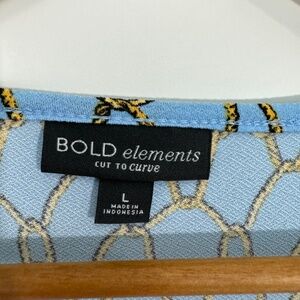 BOLD elements
CUT TO CURVE
L
MADE IN
INDONESIA